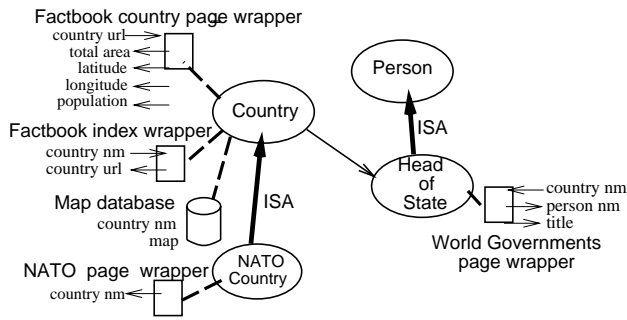 Factbook country page wrapper
country url
total area
latitude
longitude
population
Country
Person
ISA
Factbook index wrapper
country nm
country url
Head
of
State
country nm
person nm
title
World Governments
page wrapper
Map database
country nm
map
ISA
NATO page wrapper
country nm
NATO
Country